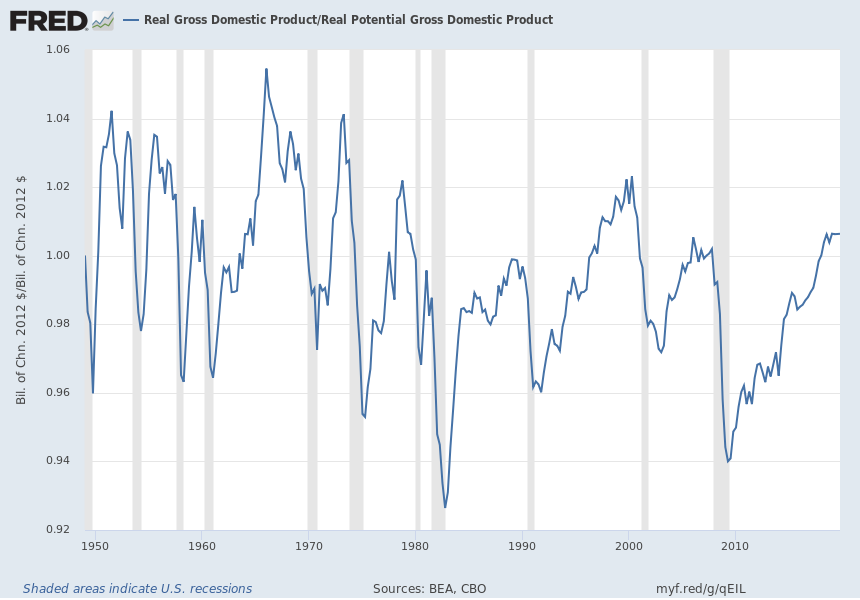 FRED
Real Gross Domestic Product/Real Potential Gross Domestic Product
Bil. of Chn. 2012 $/Bil. of Chn. 2012 $
1.06
1.04
1.02
1.00
0.98
0.96
0.94
0.92
1950 1960 1970 1980 1990 2000 2010
Shaded areas indicate U.S. recessions Sources: BEA, CBO myf.red/g/qEIL